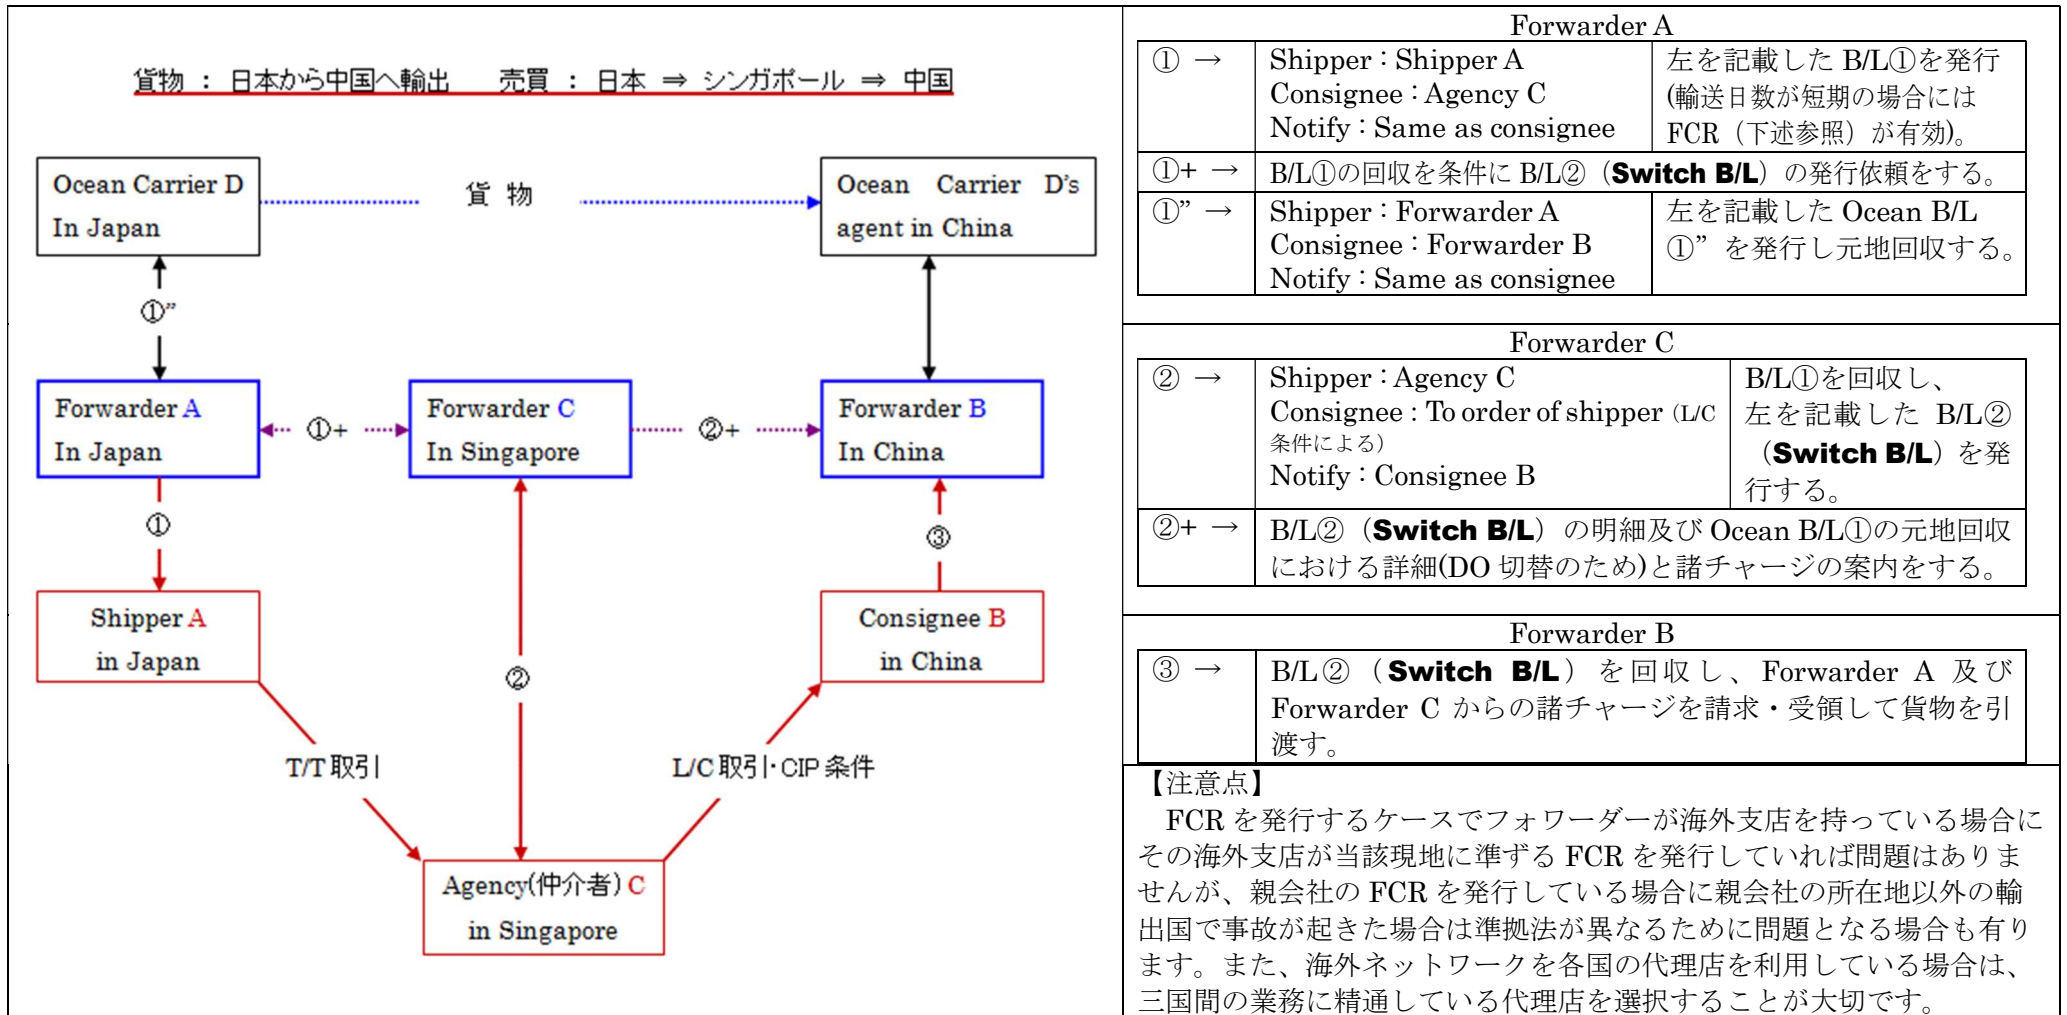 貨物 : 日本から中国へ輸出 売買 : 日本 ⇒ シンガポール ⇒ 中国
Ocean Carrier D
In Japan
貨 物
Ocean Carrier D's
agent in China
①”
Forwarder A
In Japan
①+
Forwarder C
In Singapore
②+
Forwarder B
In China
①
②
③
Shipper A
in Japan
Consignee B
in China
T/T 取引
L/C 取引・CIP 条件
Agency(仲介者) C
in Singapore
Forwarder A
① →
Shipper : Shipper A
Consignee : Agency C
Notify : Same as consignee
左を記載した B/L①を発行
(輸送日数が短期の場合には
FCR（下述参照）が有効)。
①+ →
B/L①の回収を条件に B/L②（Switch B/L）の発行依頼をする。
①” →
Shipper : Forwarder A
Consignee : Forwarder B
Notify : Same as consignee
左を記載した Ocean B/L
①”を発行し元地回収する。
Forwarder C
② →
Shipper : Agency C
Consignee : To order of shipper (L/C
条件による)
Notify : Consignee B
B/L①を回収し、
左を記載した B/L②
（Switch B/L）を発
行する。
②+ →
B/L②（Switch B/L）の明細及び Ocean B/L①の元地回収
における詳細(DO 切替のため)と諸チャージの案内をする。
Forwarder B
③ →
B/L②（Switch B/L）を回収し、Forwarder A 及び
Forwarder C からの諸チャージを請求・受領して貨物を引
渡す。
【注意点】
FCR を発行するケースでフォワーダーが海外支店を持っている場合に
その海外支店が当該現地に準ずる FCR を発行していれば問題はありま
せんが、親会社の FCR を発行している場合に親会社の所在地以外の輸
出国で事故が起きた場合は準拠法が異なるために問題となる場合も有り
ます。また、海外ネットワークを各国の代理店を利用している場合は、
三国間の業務に精通している代理店を選択することが大切です。